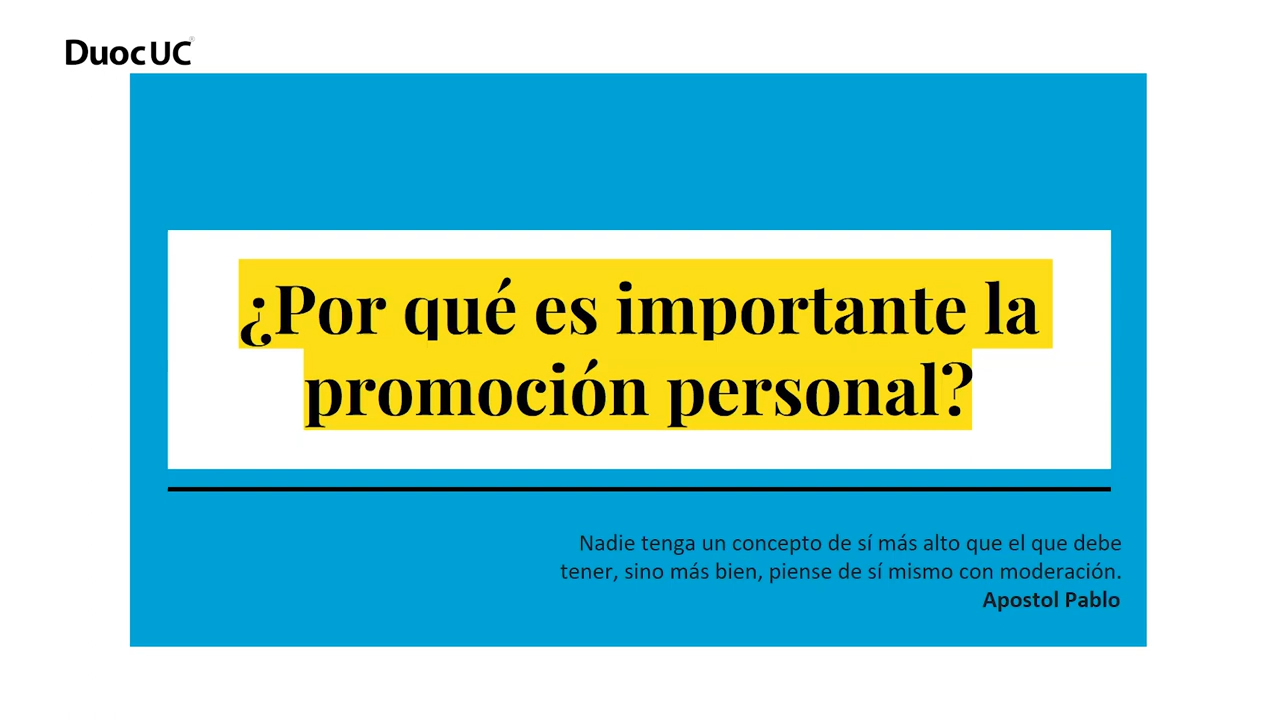 DuocUC®
¿Por qué es importante la
promoción personal?
Nadie tenga un concepto de sí más alto que el que debe
tener, sino más bien, piense de sí mismo con moderación.
Apostol Pablo